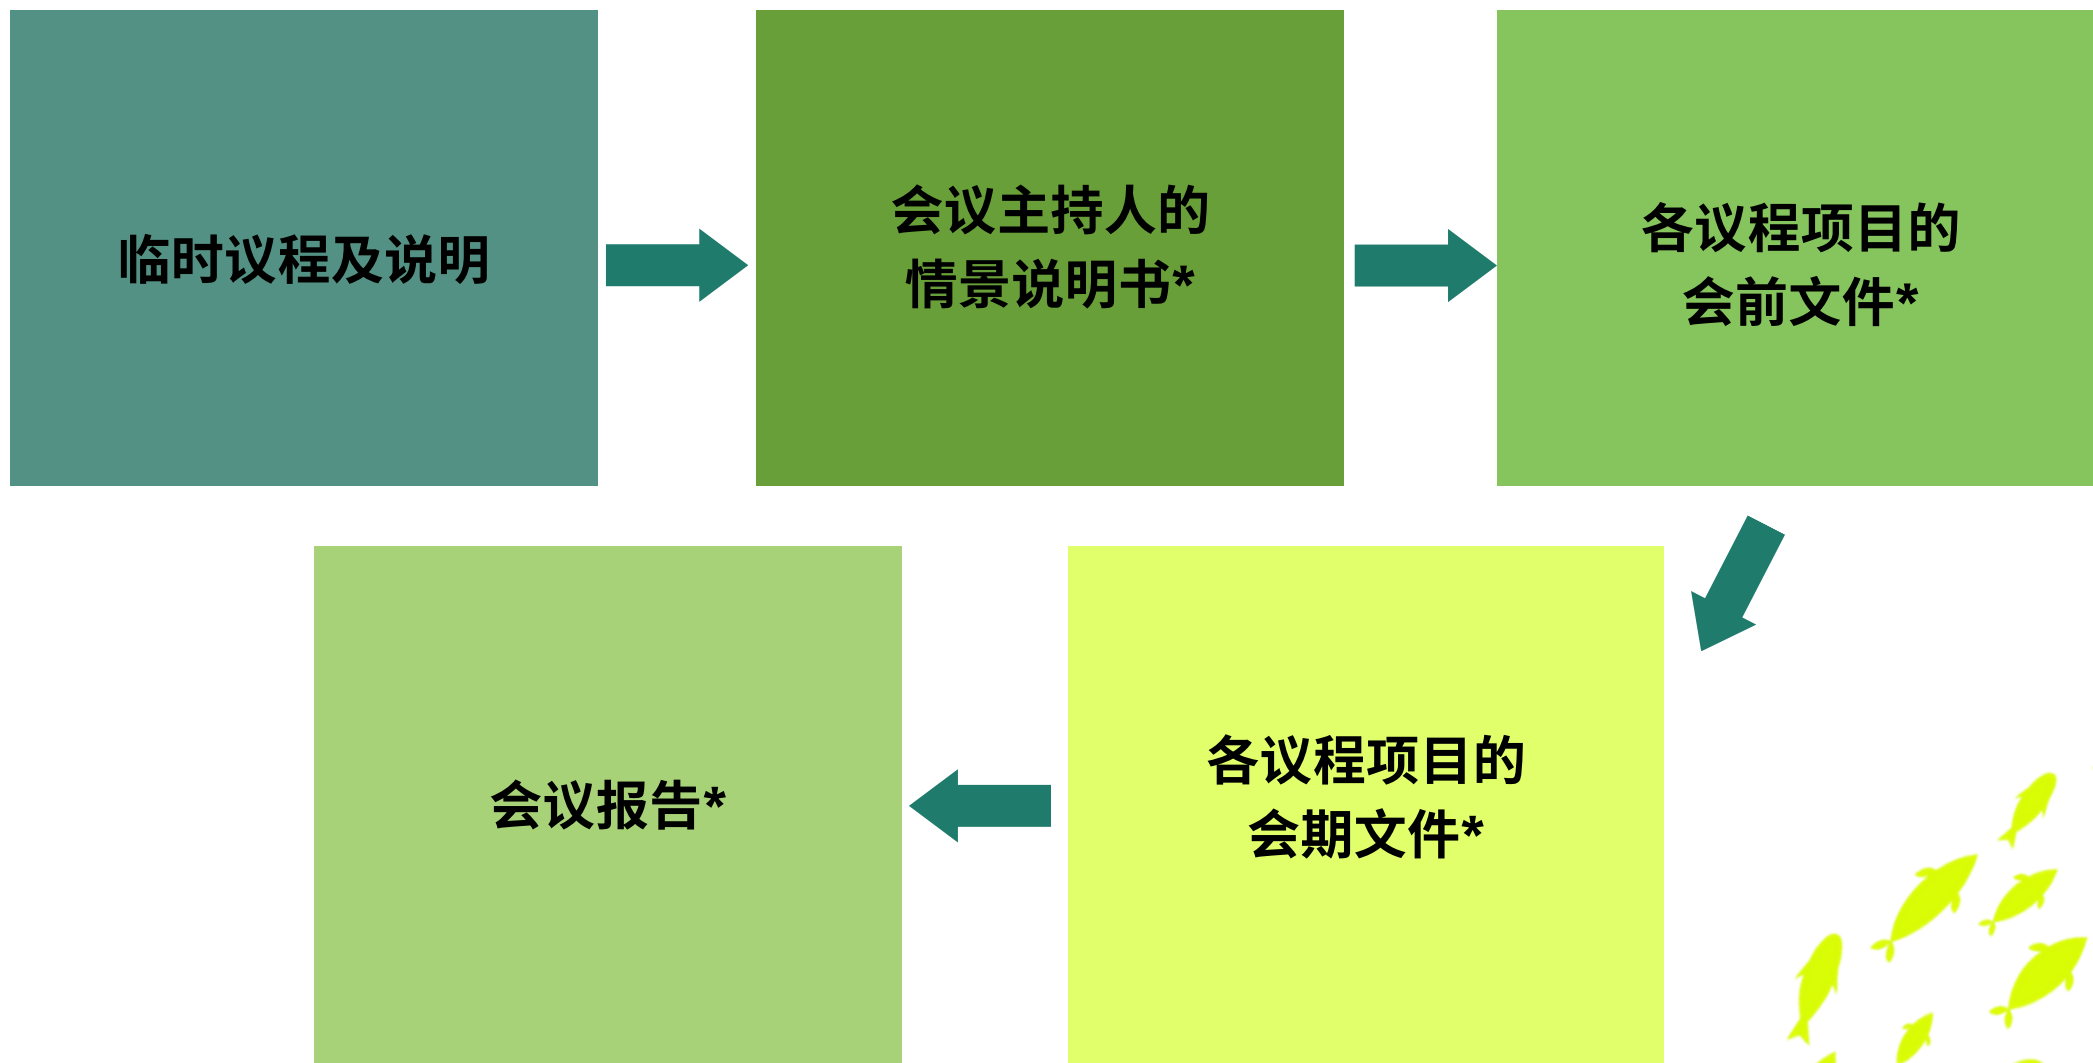 临时议程及说明
会议主持人的
情景说明书*
各议程项目的
会前文件*
各议程项目的
会期文件*
会议报告*